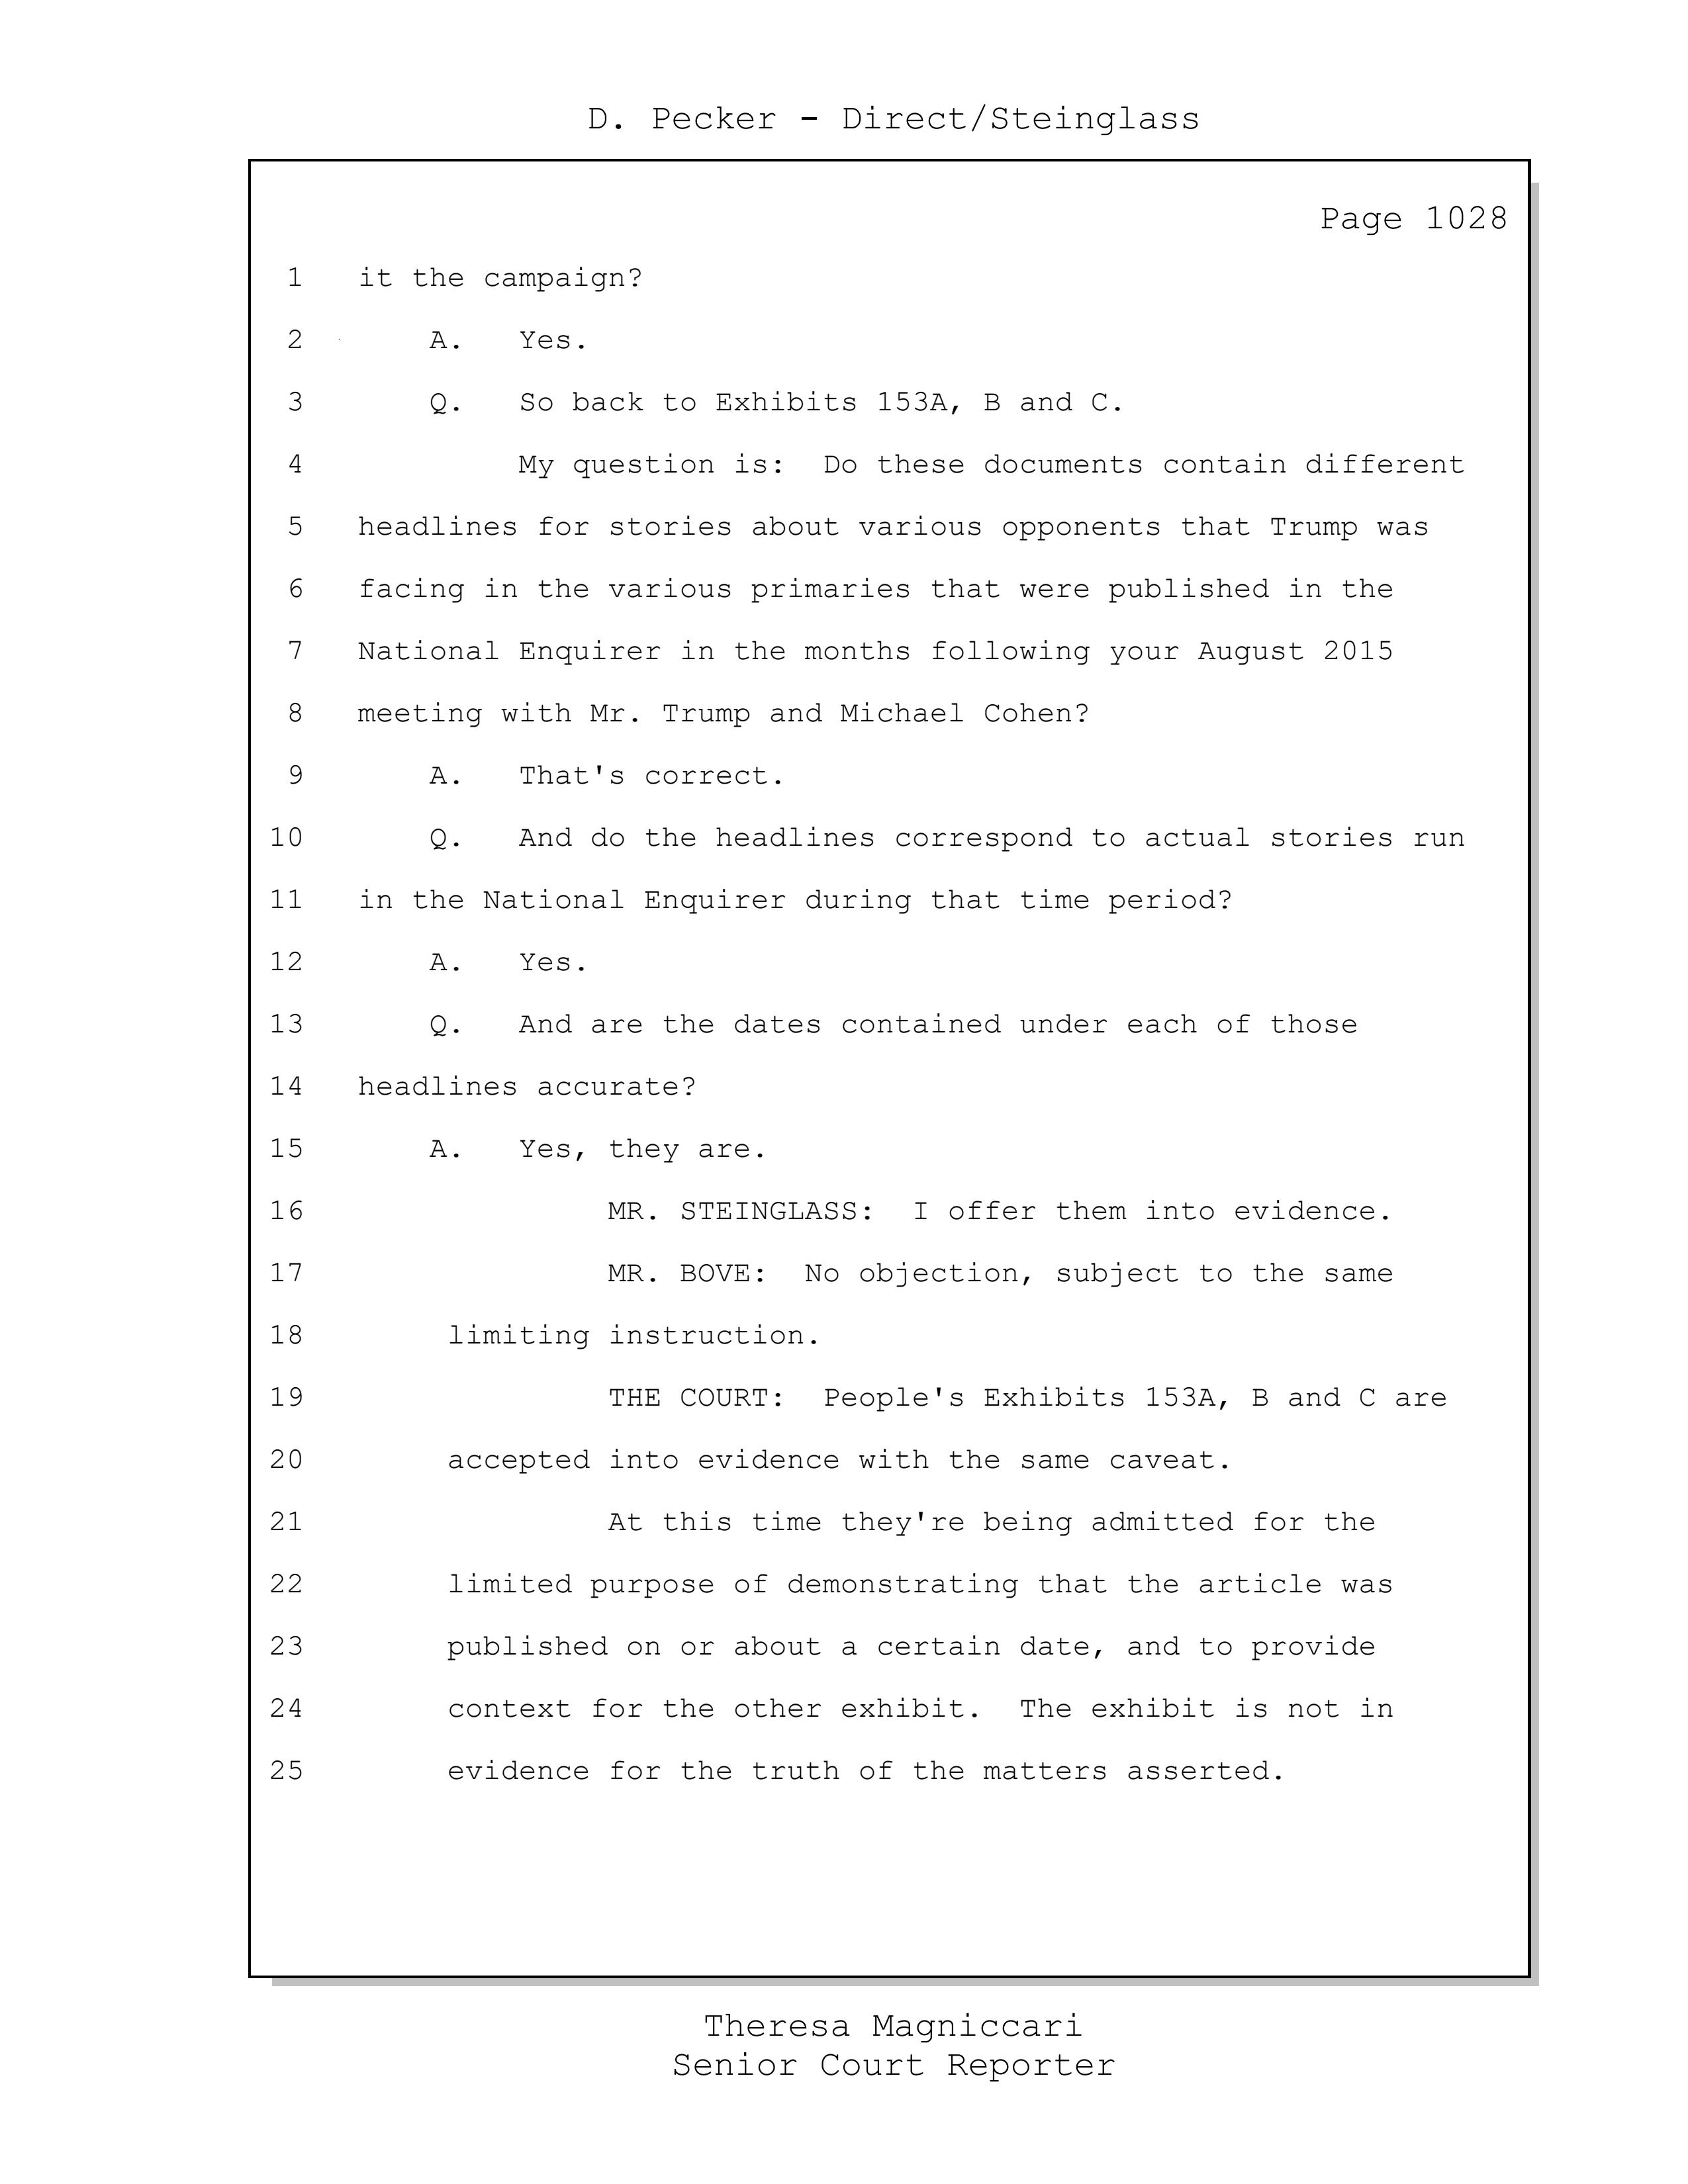 D. Pecker - Direct/Steinglass
Page 1028
1 it the campaign?
2 A. Yes.
3 Q. So back to Exhibits 153A, B and C.
4 My question is: Do these documents contain different
5 headlines for stories about various opponents that Trump was
6 facing in the various primaries that were published in the
7 National Enquirer in the months following your August 2015
8 meeting with Mr. Trump and Michael Cohen?
9 A. That's correct.
10 Q. And do the headlines correspond to actual stories run
11 in the National Enquirer during that time period?
12 A. Yes.
13 Q. And are the dates contained under each of those
14 headlines accurate?
15 A. Yes, they are.
16 MR. STEINGLASS: I offer them into evidence.
17 MR. BOVE: No objection, subject to the same
18 limiting instruction.
19 THE COURT: People's Exhibits 153A, B and C are
20 accepted into evidence with the same caveat.
21 At this time they're being admitted for the
22 limited purpose of demonstrating that the article was
23 published on or about a certain date, and to provide
24 context for the other exhibit. The exhibit is not in
25 evidence for the truth of the matters asserted.
Theresa Magniccari
Senior Court Reporter